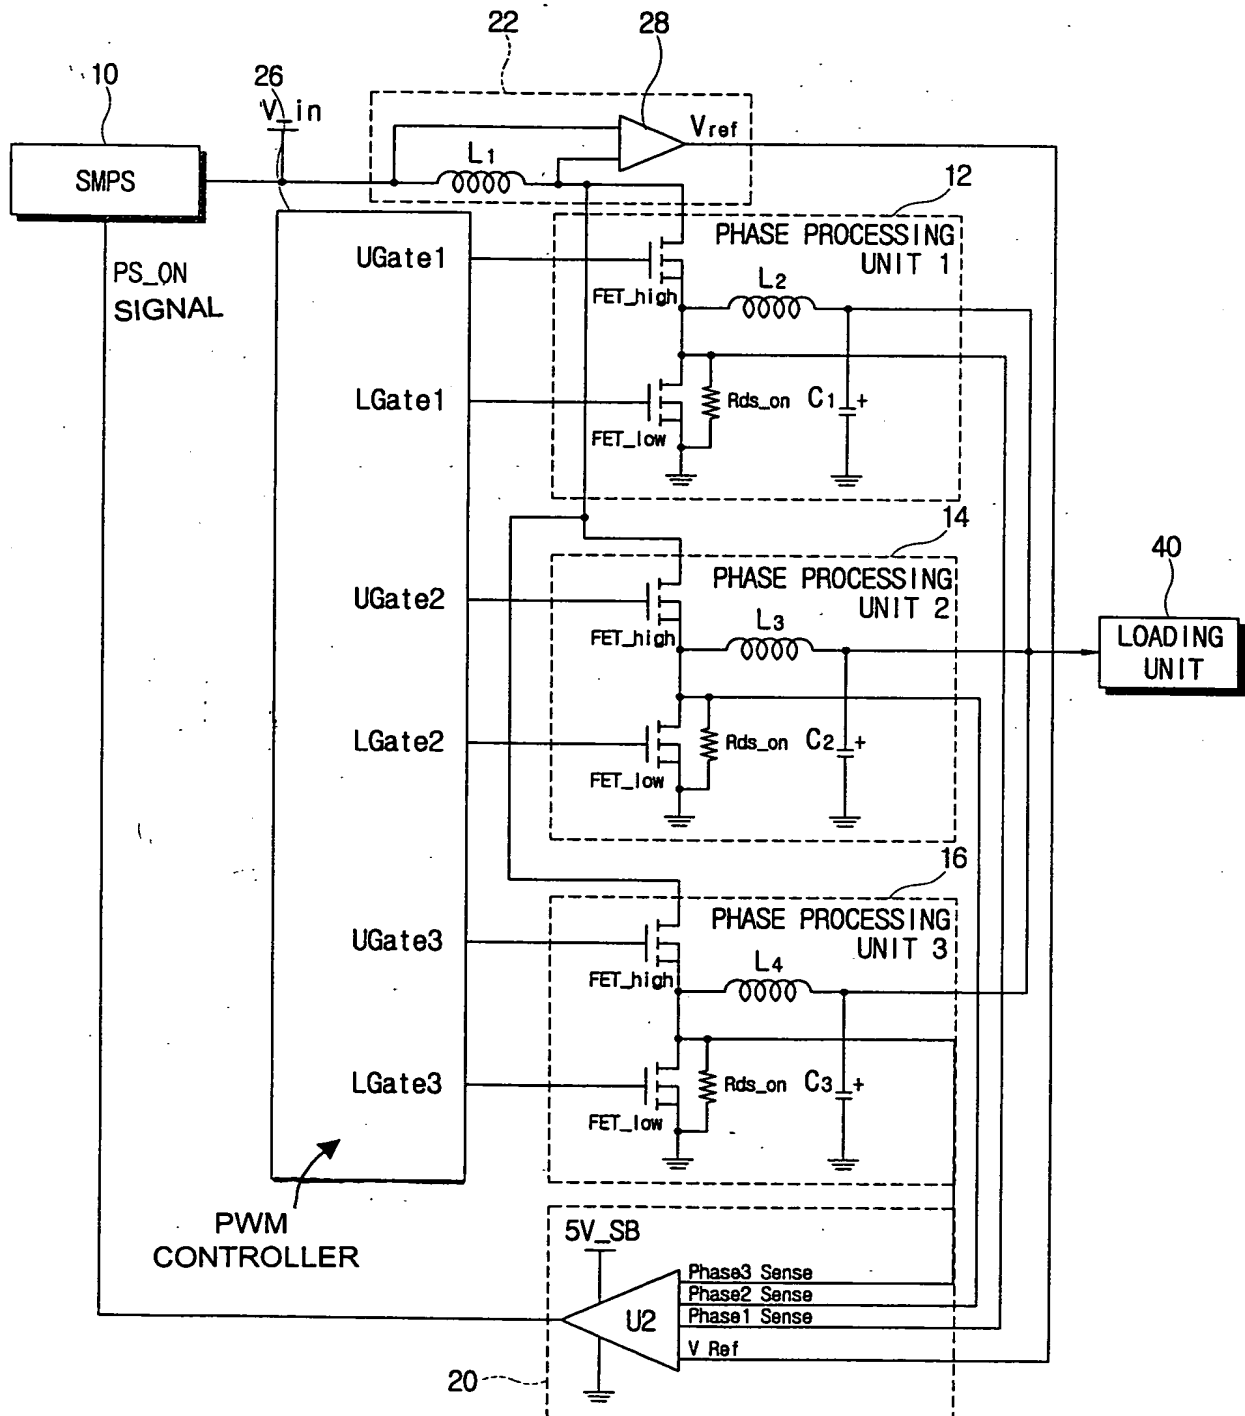 22
28
10
26
V_in
Vref
SMPS
L1
12
PHASE PROCESSING
UNIT 1
UGate1
PS_ON
SIGNAL
FET_high
L2
LGate1
Rds_on
C1
+
FET_low
14
40
PHASE PROCESSING
UNIT 2
UGate2
FET_high
L3
LOADING
UNIT
LGate2
Rds_on
C2
+
FET_low
16
PHASE PROCESSING
UNIT 3
UGate3
FET_high
L4
LGate3
Rds_on
C3
+
FET_low
PWM
CONTROLLER
5V_SB
Phase3 Sense
Phase2 Sense
Phase1 Sense
U2
V Ref
20